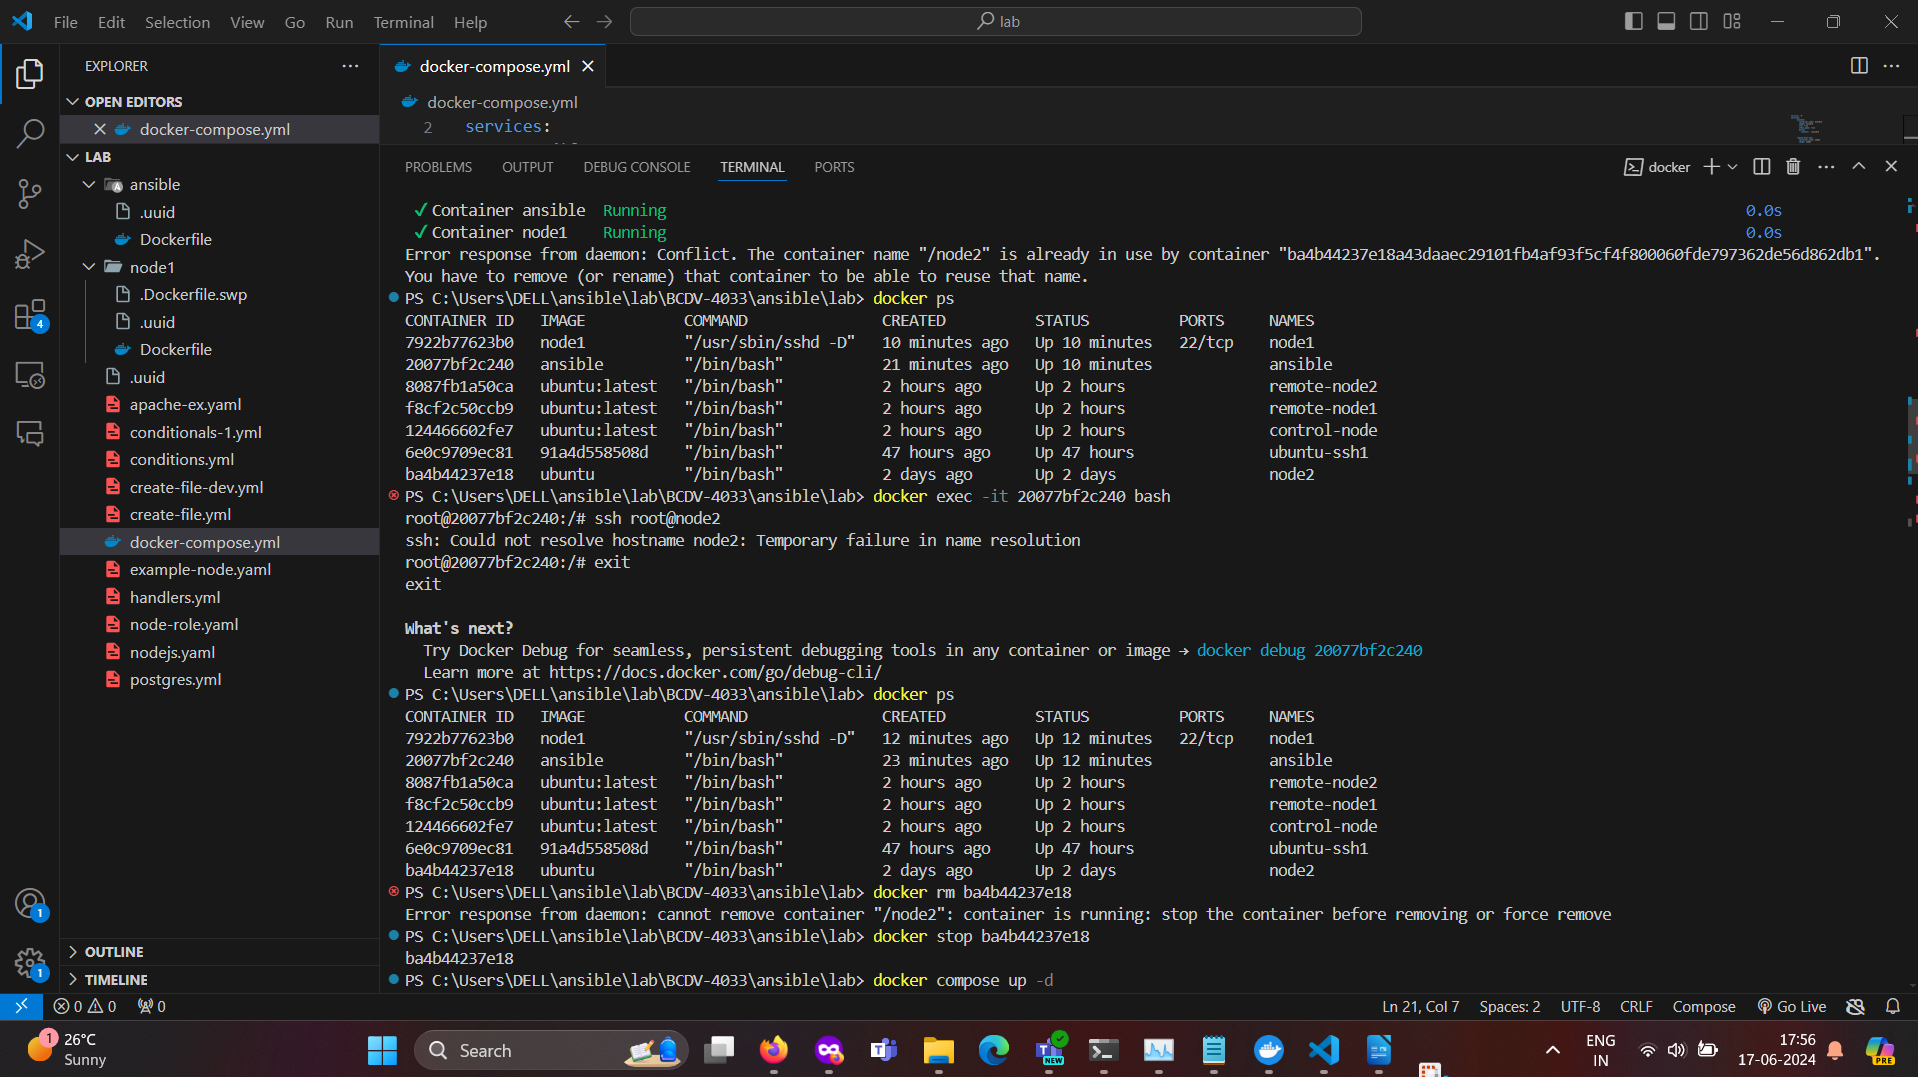 File Edit Selection View Go Run Terminal Help
lab
EXPLORER
OPEN EDITORS
docker-compose.yml
LAB
ansible
.uuid
Dockerfile
node1
.Dockerfile.swp
.uuid
Dockerfile
.uuid
apache-ex.yaml
conditionals-1.yml
conditions.yml
create-file-dev.yml
create-file.yml
docker-compose.yml
example-node.yaml
handlers.yml
node-role.yaml
nodejs.yaml
postgres.yml
OUTLINE
TIMELINE
4
1
1
docker-compose.yml
docker-compose.yml
2 services:
PROBLEMS OUTPUT DEBUG CONSOLE TERMINAL PORTS
docker
✓ Container ansible Running 0.0s
✓ Container node1 Running 0.0s
Error response from daemon: Conflict. The container name "/node2" is already in use by container "ba4b44237e18a43daaec29101fb4af93f5cf4f800060fde797362de56d862db1".
You have to remove (or rename) that container to be able to reuse that name.
PS C:\Users\DELL\ansible\lab\BCDV-4033\ansible\lab> docker ps
CONTAINER ID IMAGE COMMAND CREATED STATUS PORTS NAMES
7922b77623b0 node1 "/usr/sbin/sshd -D" 10 minutes ago Up 10 minutes 22/tcp node1
20077bf2c240 ansible "/bin/bash" 21 minutes ago Up 10 minutes ansible
8087fb1a50ca ubuntu:latest "/bin/bash" 2 hours ago Up 2 hours remote-node2
f8cf2c50ccb9 ubuntu:latest "/bin/bash" 2 hours ago Up 2 hours remote-node1
124466602fe7 ubuntu:latest "/bin/bash" 2 hours ago Up 2 hours control-node
6e0c9709ec81 91a4d558508d "/bin/bash" 47 hours ago Up 47 hours ubuntu-ssh1
ba4b44237e18 ubuntu "/bin/bash" 2 days ago Up 2 days node2
PS C:\Users\DELL\ansible\lab\BCDV-4033\ansible\lab> docker exec -it 20077bf2c240 bash
root@20077bf2c240:/# ssh root@node2
ssh: Could not resolve hostname node2: Temporary failure in name resolution
root@20077bf2c240:/# exit
exit
What's next?
Try Docker Debug for seamless, persistent debugging tools in any container or image → docker debug 20077bf2c240
Learn more at https://docs.docker.com/go/debug-cli/
PS C:\Users\DELL\ansible\lab\BCDV-4033\ansible\lab> docker ps
CONTAINER ID IMAGE COMMAND CREATED STATUS PORTS NAMES
7922b77623b0 node1 "/usr/sbin/sshd -D" 12 minutes ago Up 12 minutes 22/tcp node1
20077bf2c240 ansible "/bin/bash" 23 minutes ago Up 12 minutes ansible
8087fb1a50ca ubuntu:latest "/bin/bash" 2 hours ago Up 2 hours remote-node2
f8cf2c50ccb9 ubuntu:latest "/bin/bash" 2 hours ago Up 2 hours remote-node1
124466602fe7 ubuntu:latest "/bin/bash" 2 hours ago Up 2 hours control-node
6e0c9709ec81 91a4d558508d "/bin/bash" 47 hours ago Up 47 hours ubuntu-ssh1
ba4b44237e18 ubuntu "/bin/bash" 2 days ago Up 2 days node2
PS C:\Users\DELL\ansible\lab\BCDV-4033\ansible\lab> docker rm ba4b44237e18
Error response from daemon: cannot remove container "/node2": container is running: stop the container before removing or force remove
PS C:\Users\DELL\ansible\lab\BCDV-4033\ansible\lab> docker stop ba4b44237e18
ba4b44237e18
PS C:\Users\DELL\ansible\lab\BCDV-4033\ansible\lab> docker compose up -d
0 0 0 Ln 21, Col 7 Spaces: 2 UTF-8 CRLF Compose Go Live
1 26°C
Sunny
Search
NEW
ENG
IN
17:56
17-06-2024
PRE